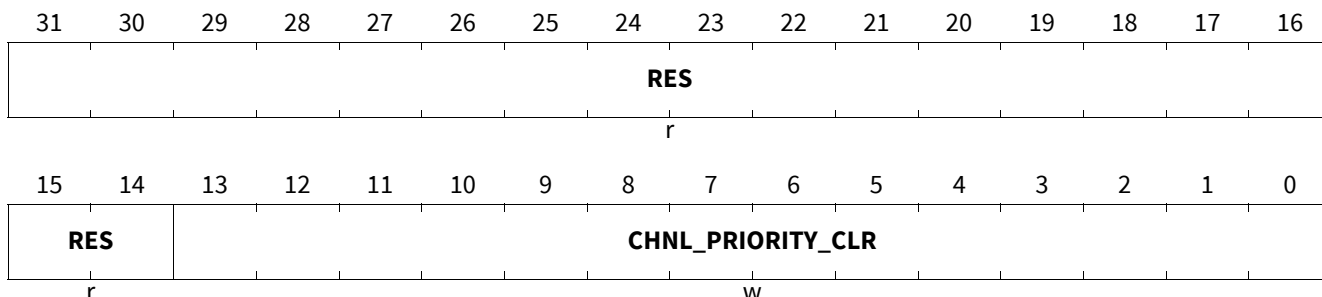 31 30 29 28 27 26 25 24 23 22 21 20 19 18 17 16
RES
r
15 14 13 12 11 10 9 8 7 6 5 4 3 2 1 0
RES CHNL_PRIORITY_CLR
r w